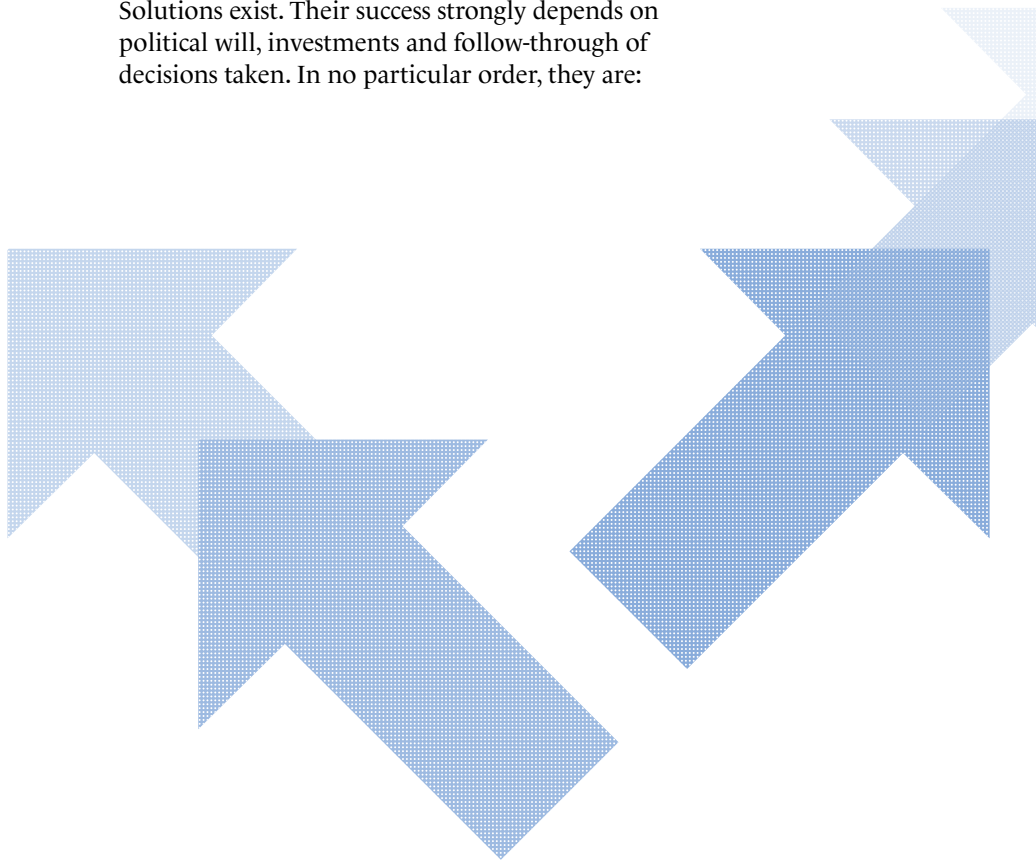 Solutions exist. Their success strongly depends on
political will, investments and follow-through of
decisions taken. In no particular order, they are: